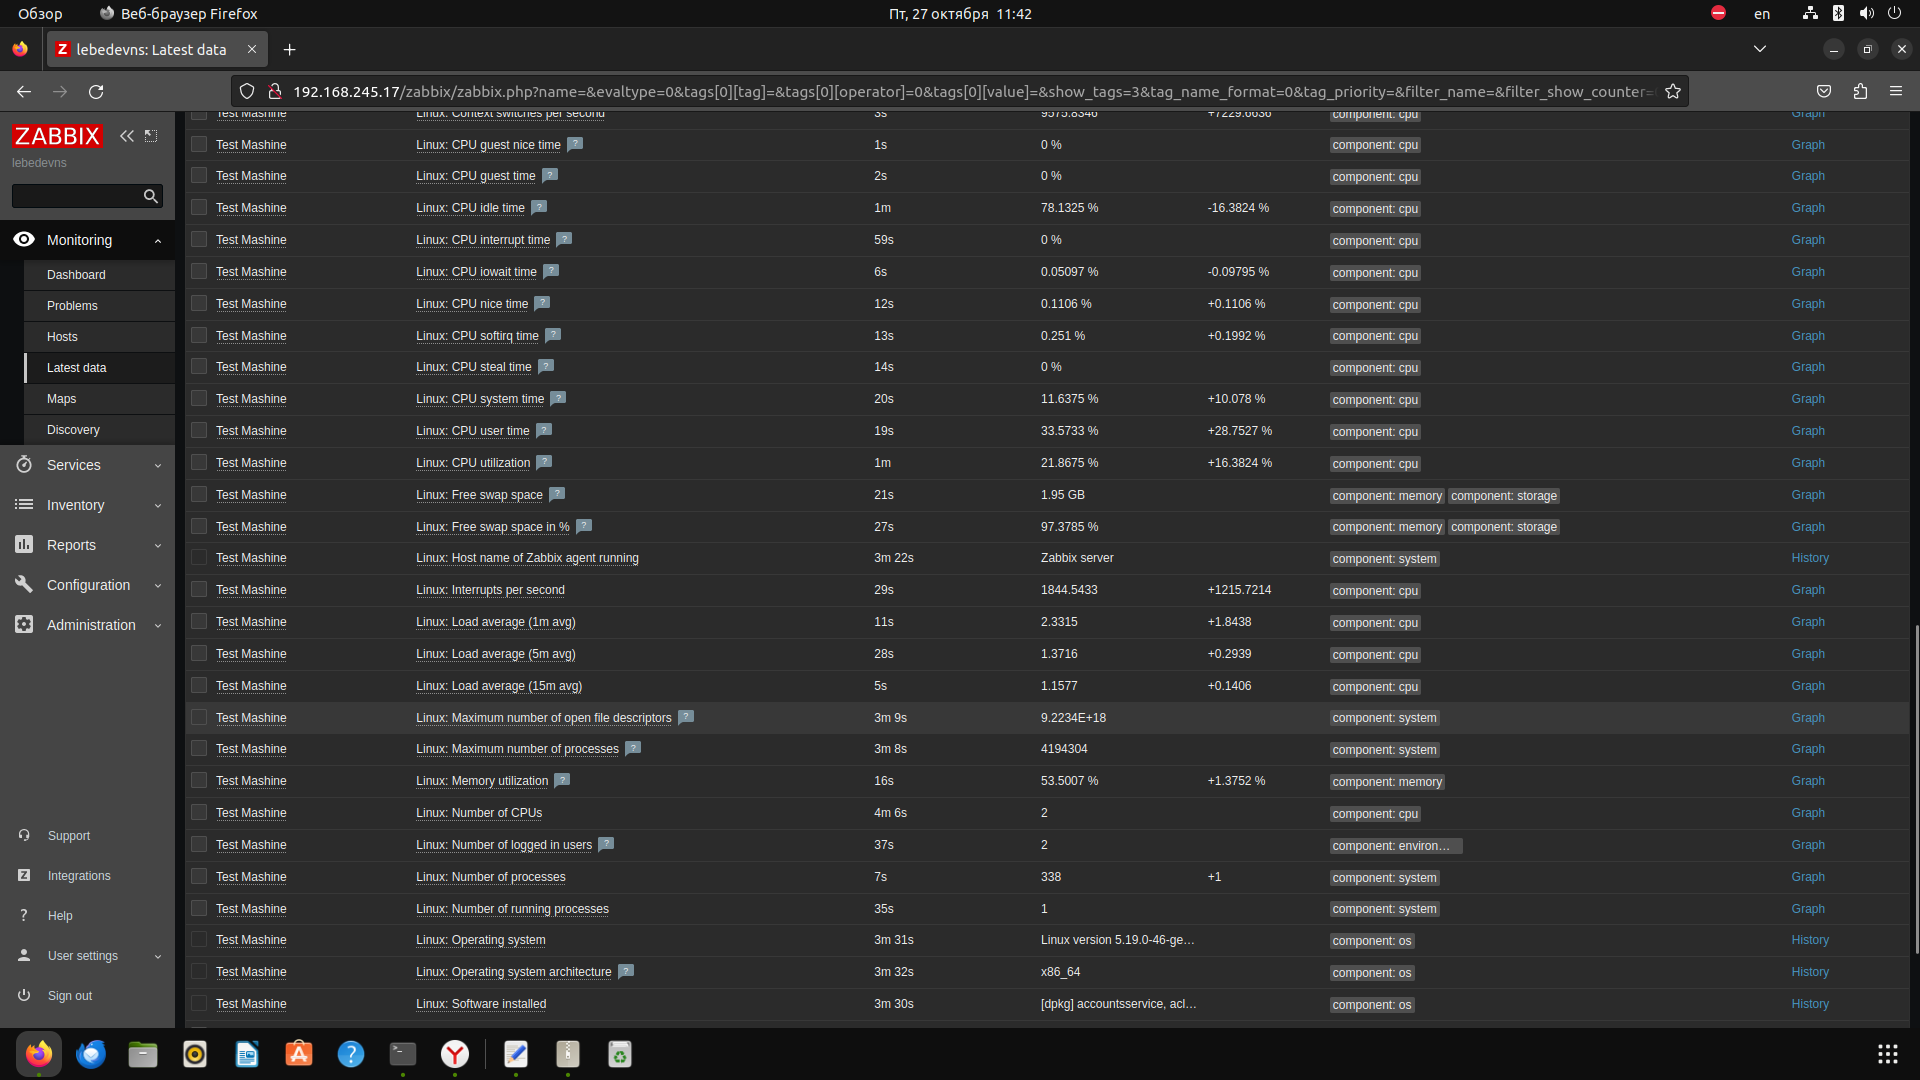 Обзор Веб-браузер Firefox Пт, 27 октября 11:42 en
lebedevns: Latest data
192.168.245.17/zabbix/zabbix.php?name=&evaltype=0&tags[0][tag]=&tags[0][operator]=0&tags[0][value]=&show_tags=3&tag_name_format=0&tag_priority=&filter_name=&filter_show_counter=
ZABBIX
lebedevns
Monitoring
Dashboard
Problems
Hosts
Latest data
Maps
Discovery
Services
Inventory
Reports
Configuration
Administration
Support
Integrations
Help
User settings
Sign out
Test Mashine Linux: Context switches per second 3s 9575.8346 +7229.6636 component: cpu Graph
Test Mashine Linux: CPU guest nice time ? 1s 0 % component: cpu Graph
Test Mashine Linux: CPU guest time ? 2s 0 % component: cpu Graph
Test Mashine Linux: CPU idle time ? 1m 78.1325 % -16.3824 % component: cpu Graph
Test Mashine Linux: CPU interrupt time ? 59s 0 % component: cpu Graph
Test Mashine Linux: CPU iowait time ? 6s 0.05097 % -0.09795 % component: cpu Graph
Test Mashine Linux: CPU nice time ? 12s 0.1106 % +0.1106 % component: cpu Graph
Test Mashine Linux: CPU softirq time ? 13s 0.251 % +0.1992 % component: cpu Graph
Test Mashine Linux: CPU steal time ? 14s 0 % component: cpu Graph
Test Mashine Linux: CPU system time ? 20s 11.6375 % +10.078 % component: cpu Graph
Test Mashine Linux: CPU user time ? 19s 33.5733 % +28.7527 % component: cpu Graph
Test Mashine Linux: CPU utilization ? 1m 21.8675 % +16.3824 % component: cpu Graph
Test Mashine Linux: Free swap space ? 21s 1.95 GB component: memory component: storage Graph
Test Mashine Linux: Free swap space in % ? 27s 97.3785 % component: memory component: storage Graph
Test Mashine Linux: Host name of Zabbix agent running 3m 22s Zabbix server component: system History
Test Mashine Linux: Interrupts per second 29s 1844.5433 +1215.7214 component: cpu Graph
Test Mashine Linux: Load average (1m avg) 11s 2.3315 +1.8438 component: cpu Graph
Test Mashine Linux: Load average (5m avg) 28s 1.3716 +0.2939 component: cpu Graph
Test Mashine Linux: Load average (15m avg) 5s 1.1577 +0.1406 component: cpu Graph
Test Mashine Linux: Maximum number of open file descriptors ? 3m 9s 9.2234E+18 component: system Graph
Test Mashine Linux: Maximum number of processes ? 3m 8s 4194304 component: system Graph
Test Mashine Linux: Memory utilization ? 16s 53.5007 % +1.3752 % component: memory Graph
Test Mashine Linux: Number of CPUs 4m 6s 2 component: cpu Graph
Test Mashine Linux: Number of logged in users ? 37s 2 component: environ… Graph
Test Mashine Linux: Number of processes 7s 338 +1 component: system Graph
Test Mashine Linux: Number of running processes 35s 1 component: system Graph
Test Mashine Linux: Operating system 3m 31s Linux version 5.19.0-46-ge… component: os History
Test Mashine Linux: Operating system architecture ? 3m 32s x86_64 component: os History
Test Mashine Linux: Software installed 3m 30s [dpkg] accountsservice, acl… component: os History